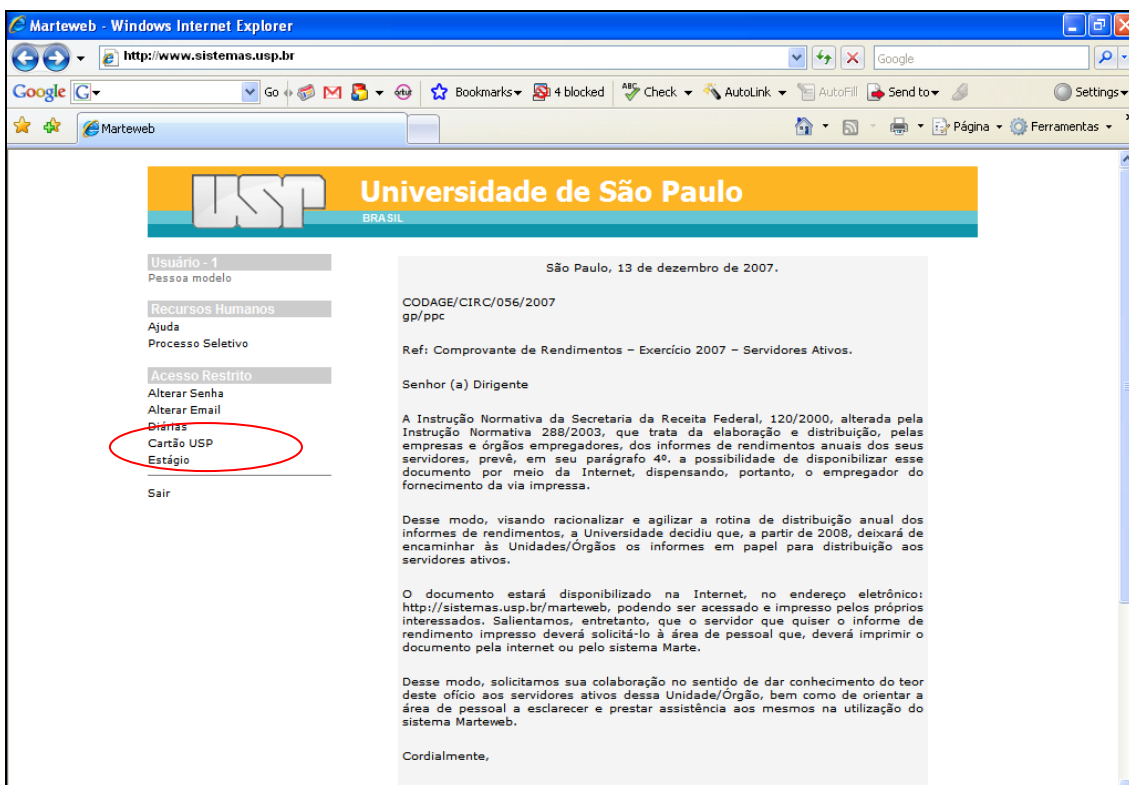 Marteweb - Windows Internet Explorer
http://www.sistemas.usp.br
Google
Google G Go Bookmarks 4 blocked ABC Check AutoLink AutoFill Send to Settings
Marteweb
Página Ferramentas
USP
Universidade de São Paulo
BRASIL
Usuário - 1
Pessoa modelo
Recursos Humanos
Ajuda
Processo Seletivo
Acesso Restrito
Alterar Senha
Alterar Email
Diárias
Cartão USP
Estágio
Sair
São Paulo, 13 de dezembro de 2007.
CODAGE/CIRC/056/2007
gp/ppc
Ref: Comprovante de Rendimentos – Exercício 2007 – Servidores Ativos.
Senhor (a) Dirigente
A Instrução Normativa da Secretaria da Receita Federal, 120/2000, alterada pela
Instrução Normativa 288/2003, que trata da elaboração e distribuição, pelas
empresas e órgãos empregadores, dos informes de rendimentos anuais dos seus
servidores, prevê, em seu parágrafo 4º. a possibilidade de disponibilizar esse
documento por meio da Internet, dispensando, portanto, o empregador do
fornecimento da via impressa.
Desse modo, visando racionalizar e agilizar a rotina de distribuição anual dos
informes de rendimentos, a Universidade decidiu que, a partir de 2008, deixará de
encaminhar às Unidades/Órgãos os informes em papel para distribuição aos
servidores ativos.
O documento estará disponibilizado na Internet, no endereço eletrônico:
http://sistemas.usp.br/marteweb, podendo ser acessado e impresso pelos próprios
interessados. Salientamos, entretanto, que o servidor que quiser o informe de
rendimento impresso deverá solicitá-lo à área de pessoal que, deverá imprimir o
documento pela internet ou pelo sistema Marte.
Desse modo, solicitamos sua colaboração no sentido de dar conhecimento do teor
deste ofício aos servidores ativos dessa Unidade/Órgão, bem como de orientar a
área de pessoal a esclarecer e prestar assistência aos mesmos na utilização do
sistema Marteweb.
Cordialmente,